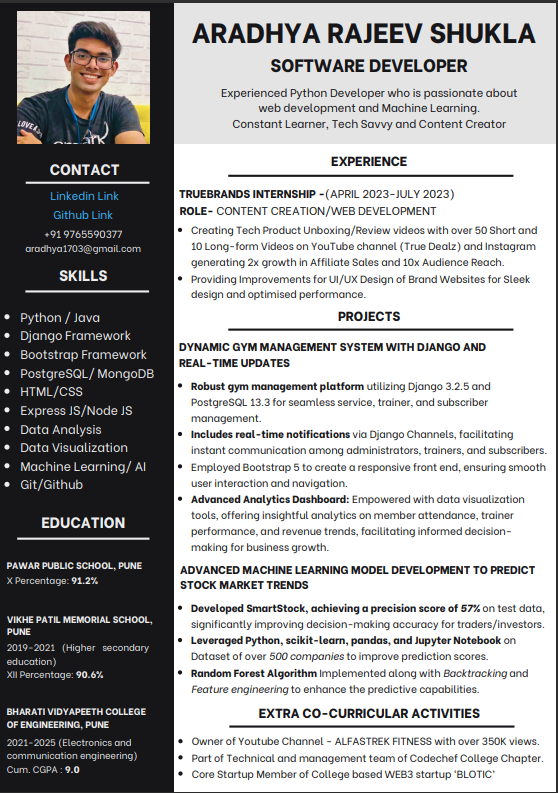 ARADHYA RAJEEV SHUKLA
SOFTWARE DEVELOPER
Experienced Python Developer who is passionate about
web development and Machine Learning.
Constant Learner, Tech Savvy and Content Creator
CONTACT
Linkedin Link
Github Link
+91 9765590377
aradhya1703@gmail.com
SKILLS
Python / Java
Django Framework
Bootstrap Framework
PostgreSQL/ MongoDB
HTML/CSS
Express JS/Node JS
Data Analysis
Data Visualization
Machine Learning/ AI
Git/Github
EDUCATION
PAWAR PUBLIC SCHOOL, PUNE
X Percentage: 91.2%
VIKHE PATIL MEMORIAL SCHOOL,
PUNE
2019-2021 (Higher secondary
education)
XII Percentage: 90.6%
BHARATI VIDYAPEETH COLLEGE
OF ENGINEERING, PUNE
2021-2025 (Electronics and
communication engineering)
Cum. CGPA : 9.0
EXPERIENCE
TRUEBRANDS INTERNSHIP -(APRIL 2023-JULY 2023)
ROLE- CONTENT CREATION/WEB DEVELOPMENT
Creating Tech Product Unboxing/Review videos with over 50 Short and
10 Long-form Videos on YouTube channel (True Dealz) and Instagram
generating 2x growth in Affiliate Sales and 10x Audience Reach.
Providing Improvements for UI/UX Design of Brand Websites for Sleek
design and optimised performance.
PROJECTS
DYNAMIC GYM MANAGEMENT SYSTEM WITH DJANGO AND
REAL-TIME UPDATES
Robust gym management platform utilizing Django 3.2.5 and
PostgreSQL 13.3 for seamless service, trainer, and subscriber
management.
Includes real-time notifications via Django Channels, facilitating
instant communication among administrators, trainers, and subscribers.
Employed Bootstrap 5 to create a responsive front end, ensuring smooth
user interaction and navigation.
Advanced Analytics Dashboard: Empowered with data visualization
tools, offering insightful analytics on member attendance, trainer
performance, and revenue trends, facilitating informed decision-
making for business growth.
ADVANCED MACHINE LEARNING MODEL DEVELOPMENT TO PREDICT
STOCK MARKET TRENDS
Developed SmartStock, achieving a precision score of 57% on test data,
significantly improving decision-making accuracy for traders/investors.
Leveraged Python, scikit-learn, pandas, and Jupyter Notebook on
Dataset of over 500 companies to improve prediction scores.
Random Forest Algorithm Implemented along with Backtracking and
Feature engineering to enhance the predictive capabilities.
EXTRA CO-CURRICULAR ACTIVITIES
Owner of Youtube Channel - ALFASTREK FITNESS with over 350K views.
Part of Technical and management team of Codechef College Chapter.
Core Startup Member of College based WEB3 startup 'BLOTIC'